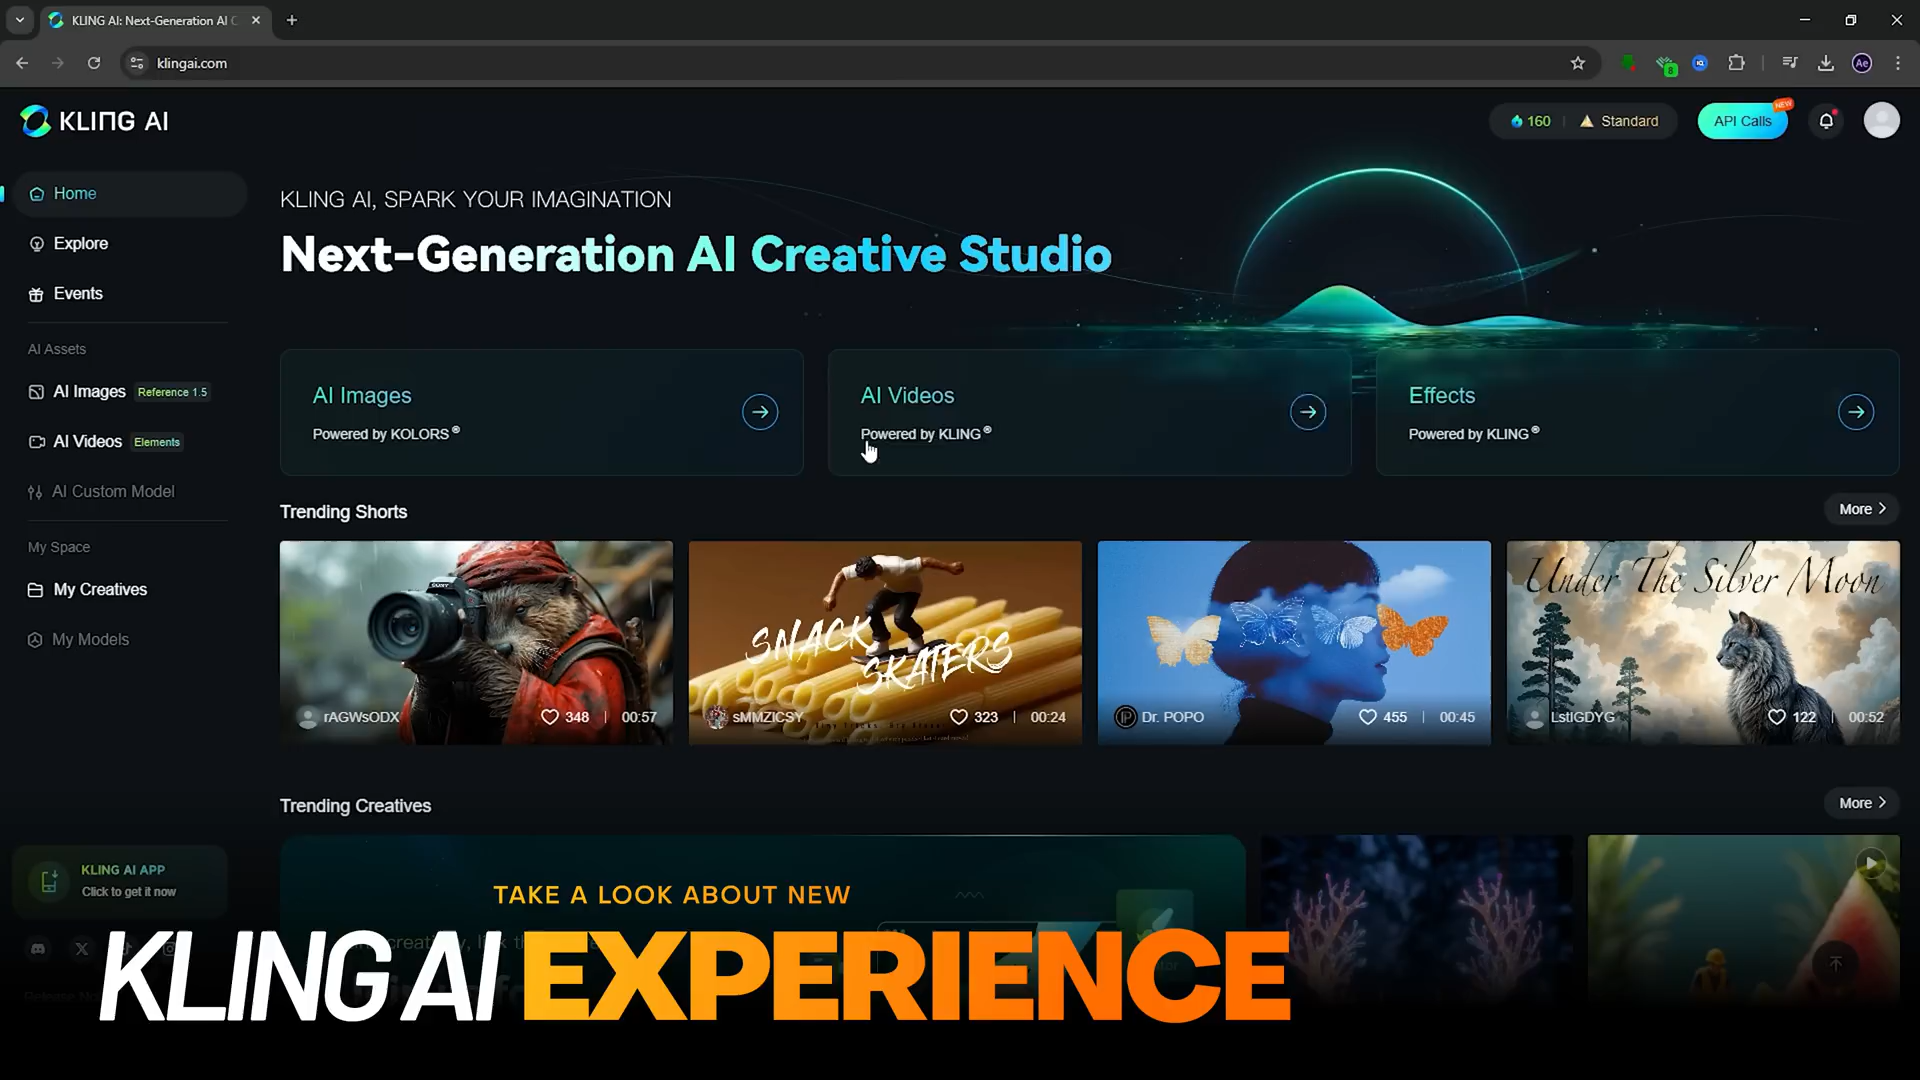 KLING AI: Next-Generation AI C
klingai.com
8
Ae
KLING AI
160
Standard
API Calls
NEW
Home
Explore
Events
AI Assets
AI Images Reference 1.5
AI Videos Elements
AI Custom Model
My Space
My Creatives
My Models
KLING AI APP
Click to get it now
KLING AI, SPARK YOUR IMAGINATION
Next-Generation AI Creative Studio
AI Images
Powered by KOLORS®
AI Videos
Powered by KLING®
Effects
Powered by KLING®
Trending Shorts
More
SONY
rAGWsODX
348
00:57
SNACK
SKATERS
sMMZICSY
323
00:24
Dr. POPO
455
00:45
Under The Silver Moon
LstIGDYG
122
00:52
Trending Creatives
More
TAKE A LOOK ABOUT NEW
KLING AI EXPERIENCE